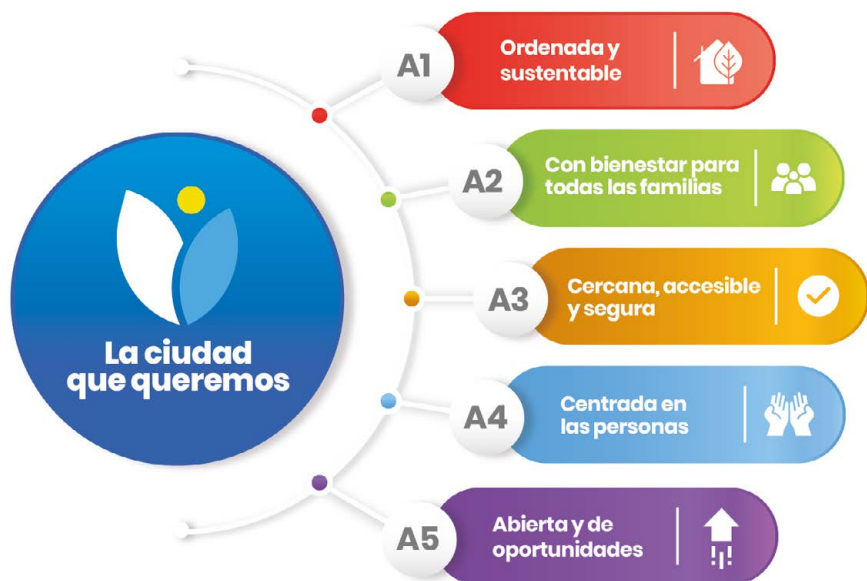 La ciudad
que queremos
A1
Ordenada y
sustentable
A2
Con bienestar para
todas las familias
A3
Cercana, accesible
y segura
A4
Centrada en
las personas
A5
Abierta y de
oportunidades